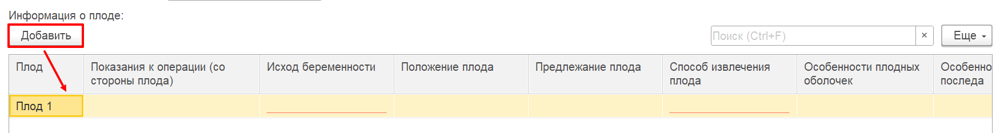 Информация о плоде:
Добавить
Поиск (Ctrl+F)
×
Еще
Плод
Показания к операции (со
стороны плода)
Исход беременности
Положение плода
Предлежание плода
Способ извлечения
плода
Особенности плодных
оболочек
Особенно
последа
Плод 1